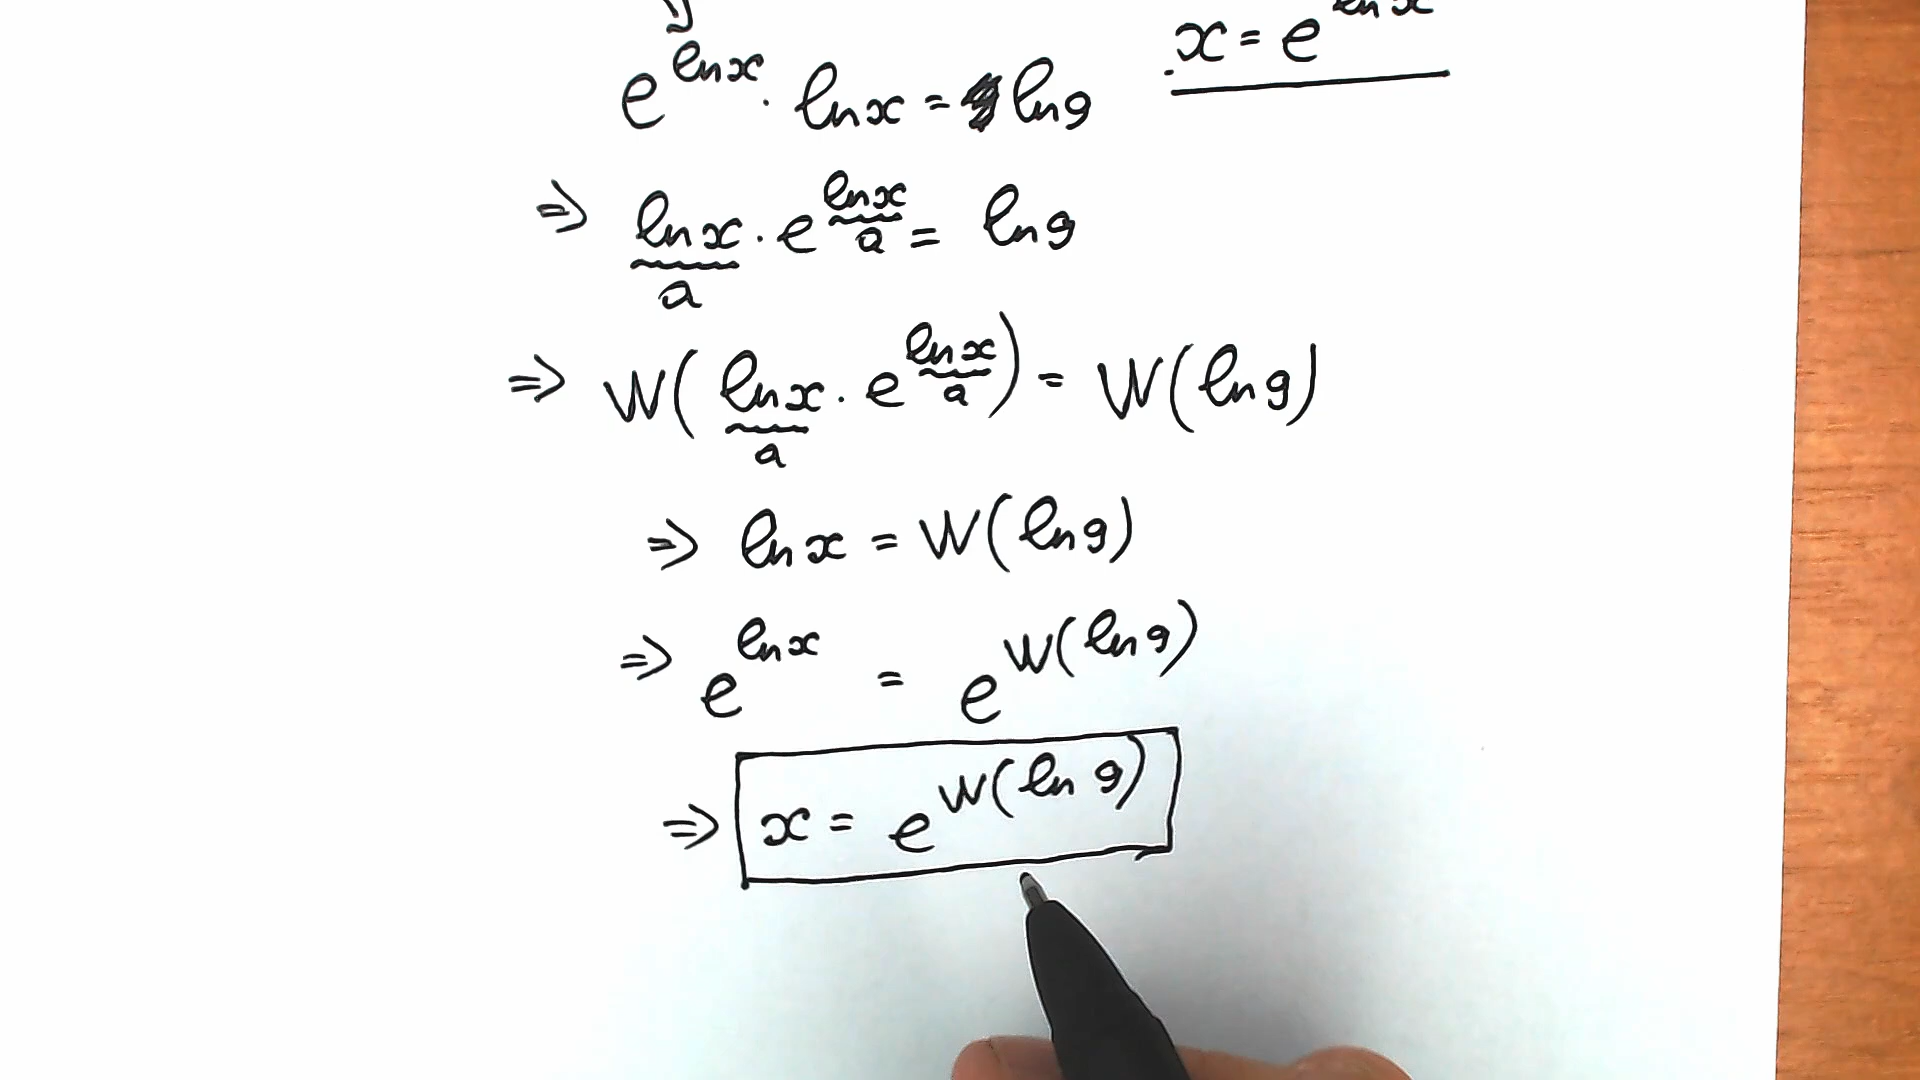 x = e^{ln x}
e^{ln x} · ln x = ln 9
⇒ ln x · e^{ln x} = ln 9
a a
⇒ W( ln x · e^{ln x} ) = W( ln 9 )
a a
⇒ ln x = W( ln 9 )
⇒ e^{ln x} = e^{W( ln 9 )}
⇒ x = e^{W( ln 9 )}